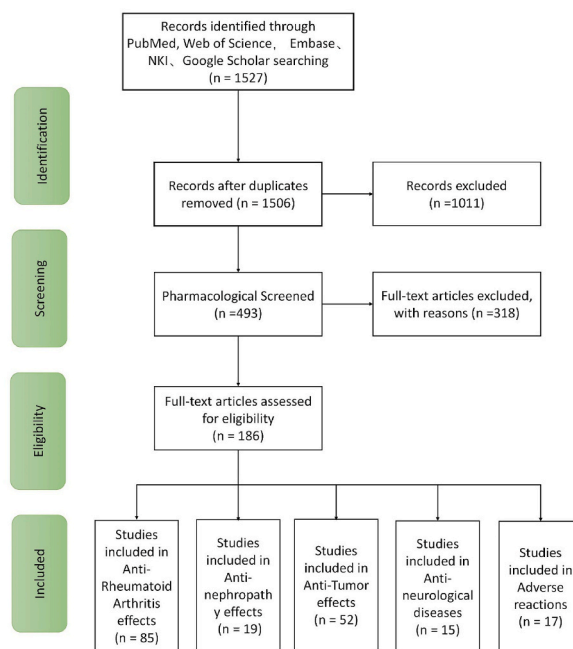 Records identified through
PubMed, Web of Science, Embase、
NKI、Google Scholar searching
(n = 1527)
Identification
Records after duplicates
removed (n = 1506)
Records excluded
(n =1011)
Screening
Pharmacological Screened
(n =493)
Full-text articles excluded,
with reasons (n =318)
Eligibility
Full-text articles assessed
for eligibility
(n = 186)
Included
Studies
included in
Anti-
Rheumatoid
Arthritis
effects
(n = 85)
Studies
included in
Anti-
nephropath
y effects
(n = 19)
Studies
included in
Anti-Tumor
effects
(n = 52)
Studies
included in
Anti-
neurological
diseases
(n = 15)
Studies
included in
Adverse
reactions
(n = 17)